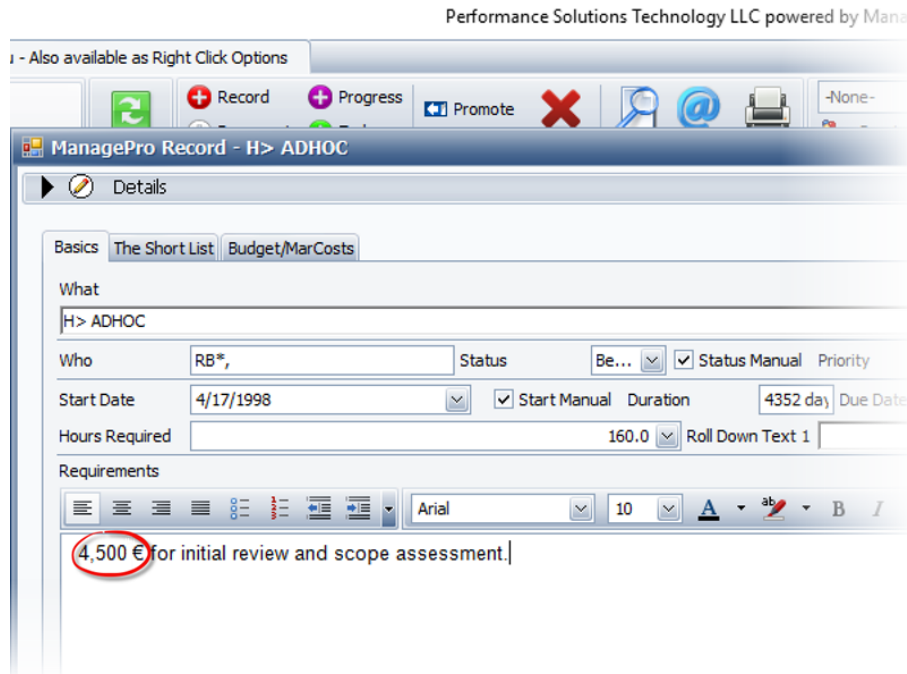 Performance Solutions Technology LLC powered by Mana
- Also available as Right Click Options
Record
Progress
Promote
-None-
ManagePro Record - H> ADHOC
Details
Basics
The Short List
Budget/MarCosts
What
H> ADHOC
Who
RB*,
Status
Be...
Status Manual
Priority
Start Date
4/17/1998
Start Manual
Duration
4352 day
Due Date
Hours Required
160.0
Roll Down Text 1
Requirements
Arial
10
A
ab
B
I
4,500 € for initial review and scope assessment.